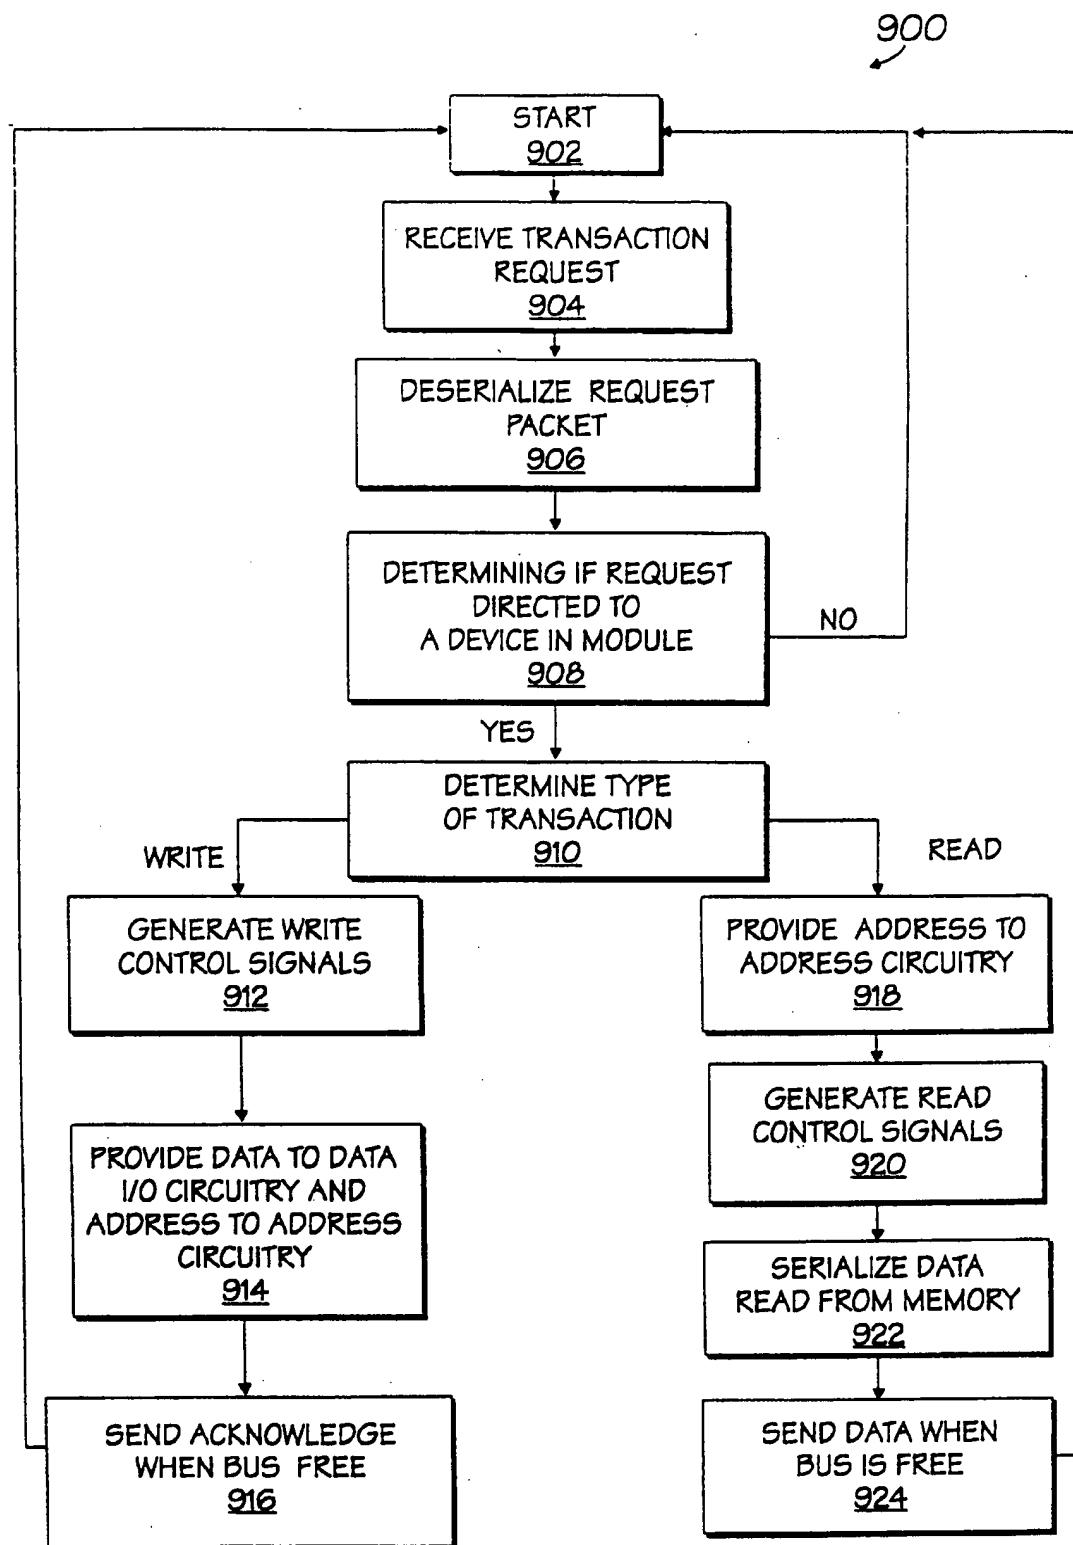 900
START
902
RECEIVE TRANSACTION
REQUEST
904
DESERIALIZE REQUEST
PACKET
906
DETERMINING IF REQUEST
DIRECTED TO
A DEVICE IN MODULE
908
NO
YES
DETERMINE TYPE
OF TRANSACTION
910
WRITE
READ
GENERATE WRITE
CONTROL SIGNALS
912
PROVIDE DATA TO DATA
I/O CIRCUITRY AND
ADDRESS TO ADDRESS
CIRCUITRY
914
SEND ACKNOWLEDGE
WHEN BUS FREE
916
PROVIDE ADDRESS TO
ADDRESS CIRCUITRY
918
GENERATE READ
CONTROL SIGNALS
920
SERIALIZE DATA
READ FROM MEMORY
922
SEND DATA WHEN
BUS IS FREE
924